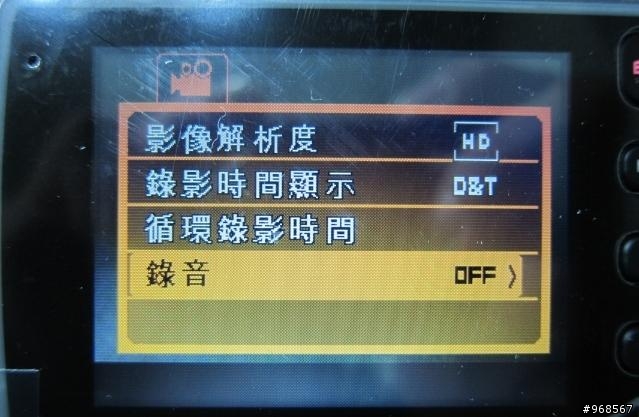 影像解析度 HD
錄影時間顯示 D&T
循環錄影時間
錄音 OFF
#968567